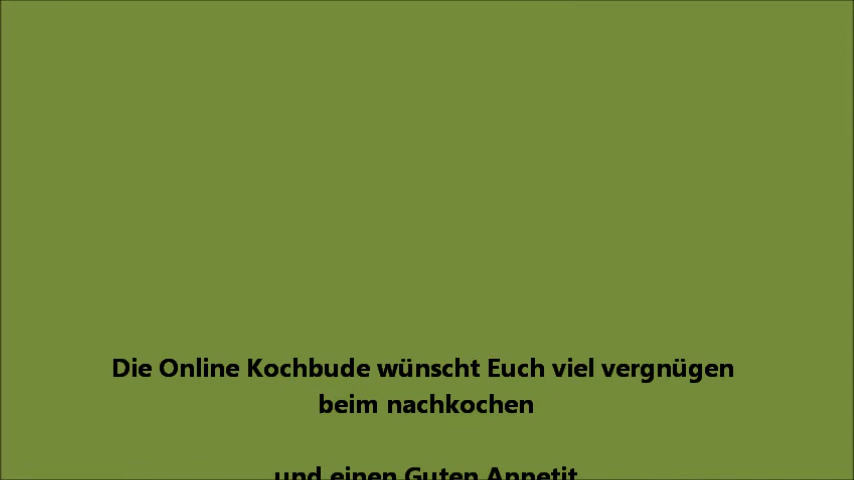 Die Online Kochbude wünscht Euch viel vergnügen
beim nachkochen
und einen Guten Appetit